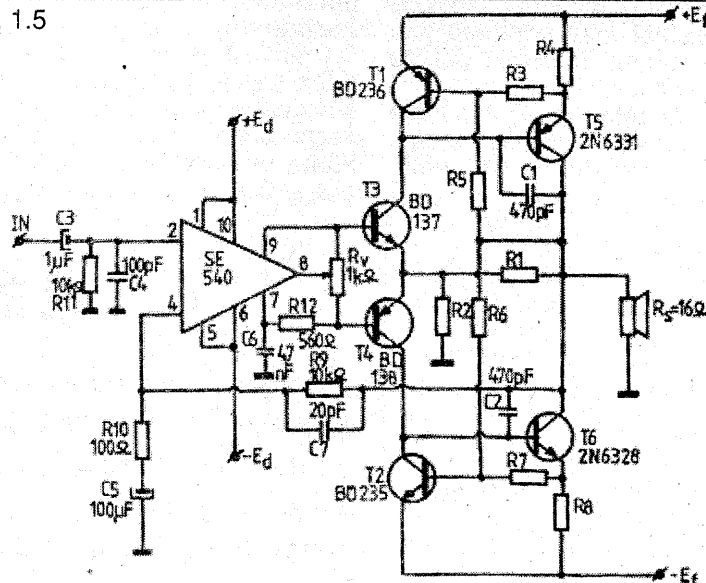 1.5
+Ef
R4
T1
BD236
R3
T5
2N6331
+Ed
R5
C1
470pF
T3
BD
137
IN
C3
1µF
1
10
2
9
SE
540
8
Rv
1kΩ
100pF
C4
10kΩ
R11
4
7
6
5
R12
560Ω
C6
47
nF
T4
BD
138
R1
R2
R6
Rs=16Ω
R9
10kΩ
20pF
C7
470pF
C2
R10
100Ω
C5
100µF
-Ed
T2
BD235
R7
T6
2N6328
R8
-Ef